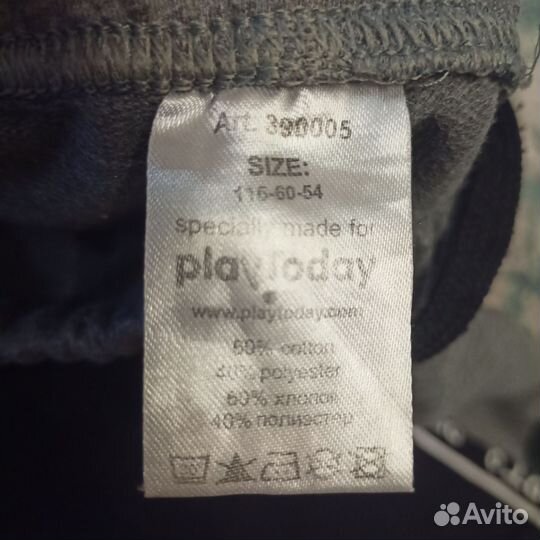 Art. 390005
SIZE:
116-60-54
specially made for
playToday
www.playtoday.com
60% cotton
40% polyester
60% хлопок
40% полиэстер
Avito